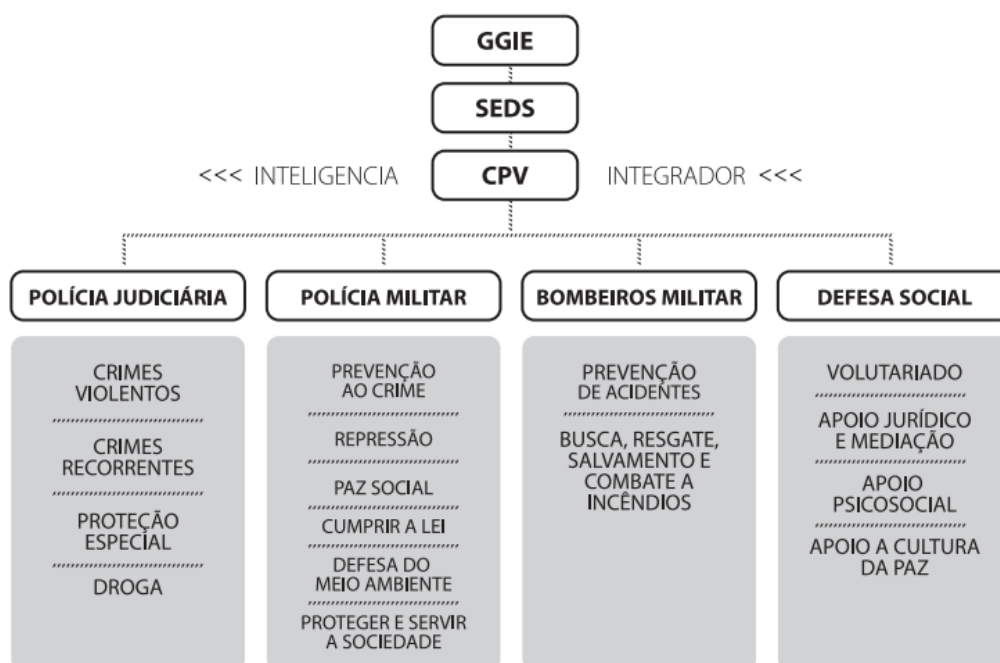 GGIE
SEDS
<<< INTELIGENCIA
CPV
INTEGRADOR <<<
POLÍCIA JUDICIÁRIA
CRIMES
VIOLENTOS
CRIMES
RECORRENTES
PROTEÇÃO
ESPECIAL
DROGA
POLÍCIA MILITAR
PREVENÇÃO
AO CRIME
REPRESSÃO
PAZ SOCIAL
CUMPRIR A LEI
DEFESA DO
MEIO AMBIENTE
PROTEGER E SERVIR
A SOCIEDADE
BOMBEIROS MILITAR
PREVENÇÃO
DE ACIDENTES
BUSCA, RESGATE,
SALVAMENTO E
COMBATE A
INCÊNDIOS
DEFESA SOCIAL
VOLUTARIADO
APOIO JURÍDICO
E MEDIAÇÃO
APOIO
PSICOSOCIAL
APOIO A CULTURA
DA PAZ